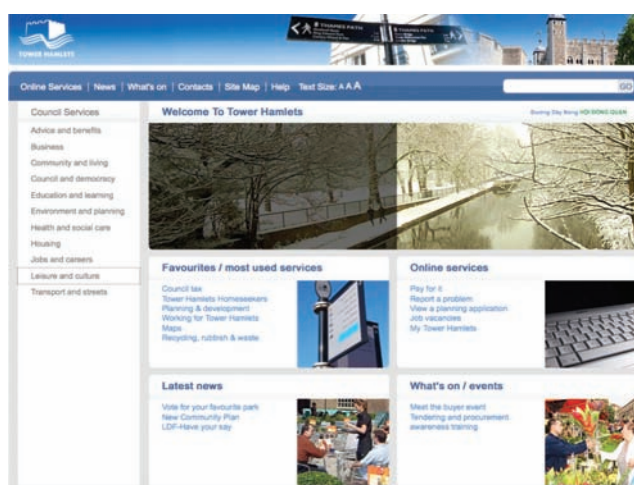 THAMES PATH
THAMES PATH
TOWER HAMLETS
Online Services | News | What's on | Contacts | Site Map | Help Text Size: A A A
GO
Council Services
Advice and benefits
Business
Community and living
Council and democracy
Education and learning
Environment and planning
Health and social care
Housing
Jobs and careers
Leisure and culture
Transport and streets
Welcome To Tower Hamlets
Favourites / most used services
Council tax
Tower Hamlets Homeseekers
Planning & development
Working for Tower Hamlets
Maps
Recycling, rubbish & waste
Online services
Pay for it
Report a problem
View a planning application
Job vacancies
My Tower Hamlets
Latest news
Vote for your favourite park
New Community Plan
LDF-Have your say
What's on / events
Meet the buyer event
Tendering and procurement
awareness training